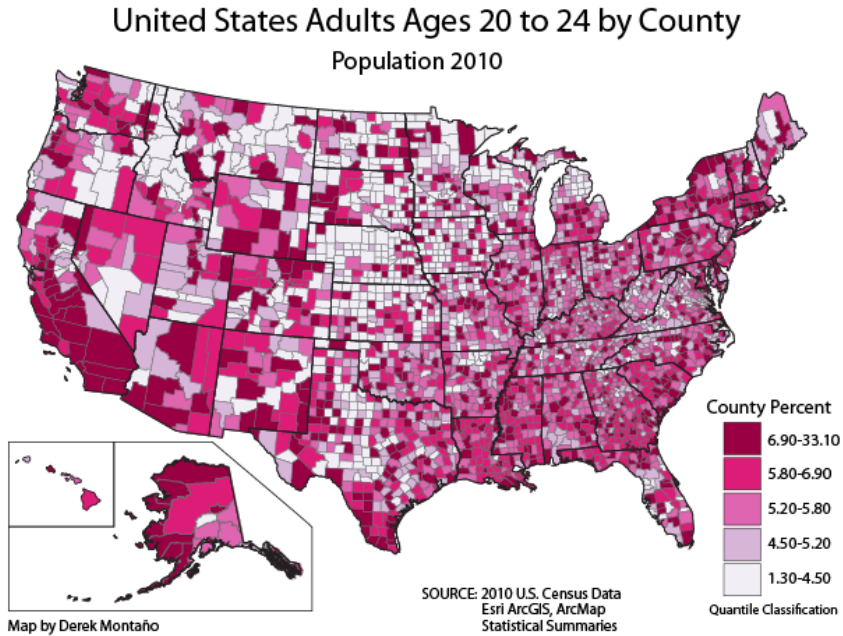 United States Adults Ages 20 to 24 by County
Population 2010
County Percent
6.90-33.10
5.80-6.90
5.20-5.80
4.50-5.20
1.30-4.50
Quantile Classification
SOURCE: 2010 U.S. Census Data
Esri ArcGIS, ArcMap
Statistical Summaries
Map by Derek Montaño